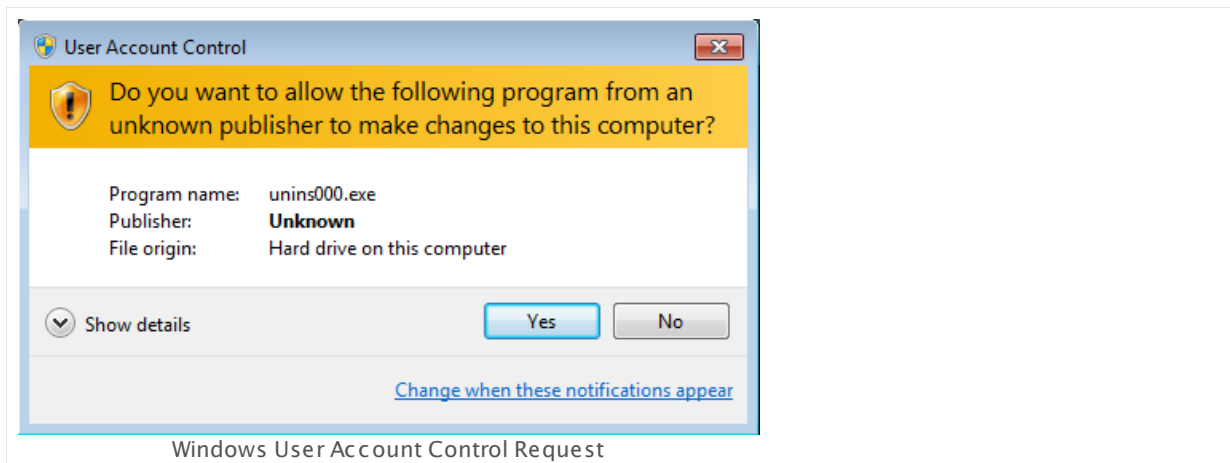 User Account Control
Do you want to allow the following program from an
unknown publisher to make changes to this computer?
Program name: unins000.exe
Publisher: Unknown
File origin: Hard drive on this computer
Show details Yes No
Change when these notifications appear
Windows User Account Control Request